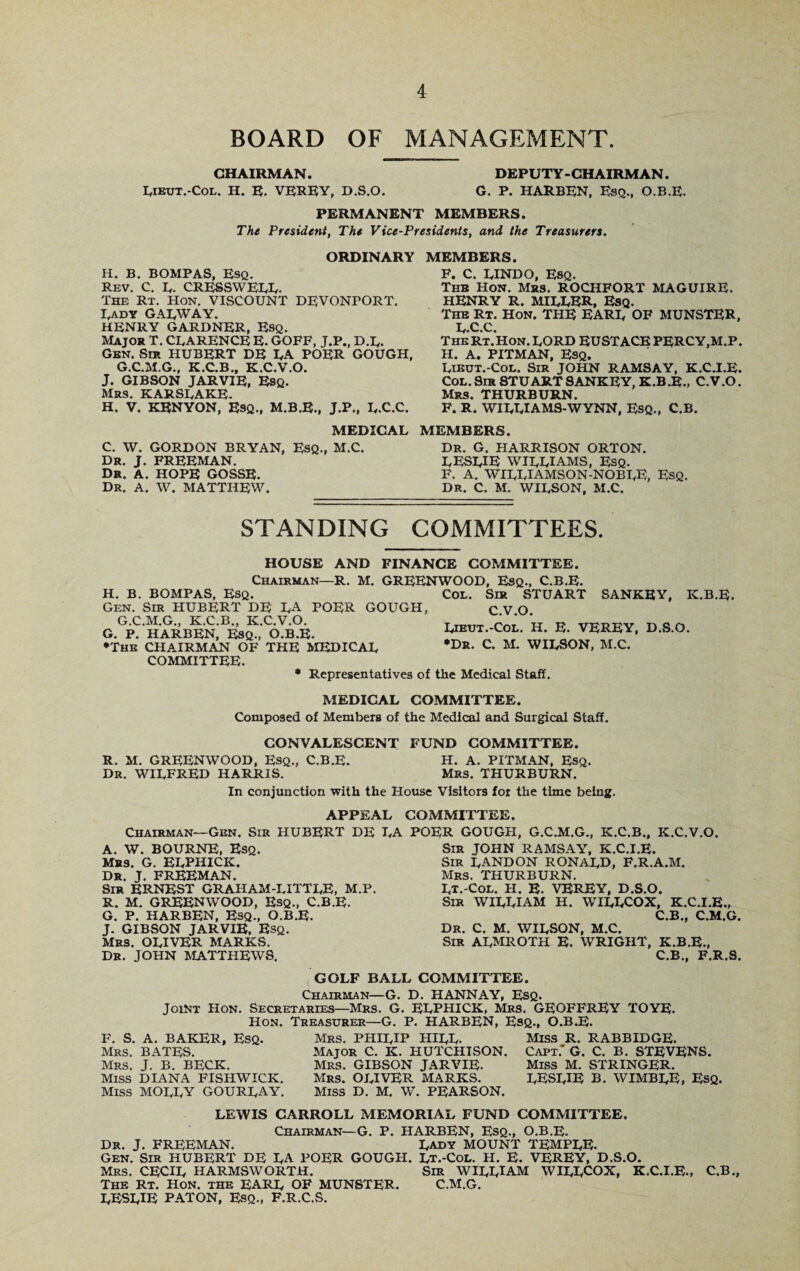 4
BOARD OF MANAGEMENT.
CHAIRMAN.
LIEUT.-COL. H. E. VEREY, D.S.O.
DEPUTY-CHAIRMAN.
G. P. HARBEN, ESQ., O.B.E.
PERMANENT MEMBERS.
The President, The Vice-Presidents, and the Treasurers.
ORDINARY MEMBERS.
H. B. BOMPAS, ESQ.
REV. C. L. CRESSWELL.
THE RT. HON. VISCOUNT DEVONPORT.
LADY GALWAY.
HENRY GARDNER, ESQ.
MAJOR T. CLARENCE E. GOFF, J.P., D.L.
GEN. SIR HUBERT DE LA POER GOUGH,
G.C.M.G., K.C.B., K.C.V.O.
J. GIBSON JARVIE, ESQ.
MRS. KARSLAKE.
H. V. KENYON, ESQ., M.B.E., J.P., L.C.C.
F. C. LINDO, ESQ.
THE HON. MRS. ROCHFORT MAGUIRE.
HENRY R. MILLER, ESQ.
THE RT. HON. THE EARL OF MUNSTER,
L.C.C.
THE RT. HON. LORD EUSTACE PERCY, M.P.
H. A. PITMAN, ESQ.
LIEUT.-COL. SIR JOHN RAMSAY, K.C.I.E.
COL. SIR STUART SANKEY, K.B.E., C.V.O.
MRS. THURBURN.
F. R. WILLIAMS-WYNN, ESQ., C.B.
MEDICAL MEMBERS.
C. W. GORDON BRYAN, ESQ., M.C.
DR. J. FREEMAN.
DR. A. HOPE GOSSE.
DR. A. W. MATTHEW.
DR. G. HARRISON ORTON.
LESLIE WILLIAMS, ESQ.
F. A. WILLIAMSON-NOBLE, ESQ.
DR. C. M. WILSON, M.C.
STANDING COMMITTEES.
HOUSE AND FINANCE COMMITTEE.
CHAIRMAN—R. M. GREENWOOD, ESQ., C.B.E.
H. B. BOMPAS, ESQ.
GEN. SIR HUBERT DE LA POER GOUGH,
G.C.M.G., K.C.B., K.C.V.O.
G. P. HARBEN, ESQ., O.B.E.
*THE CHAIRMAN OF THE MEDICAL
COMMITTEE.
COL. SIR STUART SANKEY, K.B.E.
C.V.O.
LIEUT.-COL. H. E. VEREY, D.S.O.
*DR. C. M. WILSON, M.C.
* Representatives of the Medical Staff.
MEDICAL COMMITTEE.
Composed of Members of the Medical and Surgical Staff.
CONVALESCENT FUND COMMITTEE.
R. M. GREENWOOD, ESQ., C.B.E.
DR. WILFRED HARRIS.
H. A. PITMAN, ESQ.
MRS. THURBURN.
In conjunction with the House Visitors for the time being.
APPEAL COMMITTEE.
CHAIRMAN—GEN. SIR HUBERT DE LA POER GOUGH, G.C.M.G., K.C.B., K.C.V.O.
A. W. BOURNE, ESQ.
MRS. G. ELPHICK.
DR. J. FREEMAN.
SIR ERNEST GRAHAM-LITTLE, M.P.
R. M. GREENWOOD, ESQ., C.B.E.
G. P. HARBEN, ESQ., O.B.E.
J. GIBSON JARVIE, ESQ.
MRS. OLIVER MARKS.
DR. JOHN MATTHEWS.
SIR JOHN RAMSAY, K.C.I.E.
SIR LANDON RONALD, F.R.A.M.
MRS. THURBURN.
LT.-COL. H. E. VEREY, D.S.O.
SIR WILLIAM H. WILLCOX, K.C.I.E.,
C.B., C.M.G.
DR. C. M. WILSON, M.C.
SIR ALMROTH E. WRIGHT, K.B.E.,
C.B., F.R.S.
GOLF BALL COMMITTEE.
CHAIRMAN—G. D. HANNAY, ESQ.
JOINT HON. SECRETARIES—MRS. G. ELPHICK, MRS. GEOFFREY TOYE.
HON. TREASURER—G. P. HARBEN, ESQ., O.B.E.
F. S. A. BAKER, ESQ.
MRS. BATES.
MRS. J. B. BECK.
MISS DIANA FISHWICK.
MISS MOLLY GOURLAY.
MRS. PHILIP HILL.
MAJOR C. K. HUTCHISON.
MRS. GIBSON JARVIE.
MRS. OLIVER MARKS.
MISS D. M. W. PEARSON.
MISS R. RABBIDGE.
CAPT. G. C. B. STEVENS.
MISS M. STRINGER.
LESLIE B. WIMBLE, ESQ.
LEWIS CARROLL MEMORIAL FUND COMMITTEE.
CHAIRMAN—G. P. HARBEN, ESQ., O.B.E.
DR. J. FREEMAN.
LADY MOUNT TEMPLE.
GEN. SIR HUBERT DE LA POER GOUGH.
LT.-COL. H. E. VEREY, D.S.O.
MRS. CECIL HARMSWORTH.
SIR WILLIAM WILLCOX, K.C.I.E., C.B.,
THE RT. HON. THE EARL OF MUNSTER.
C.M.G.
LESLIE PATON, ESQ., F.R.C.S.